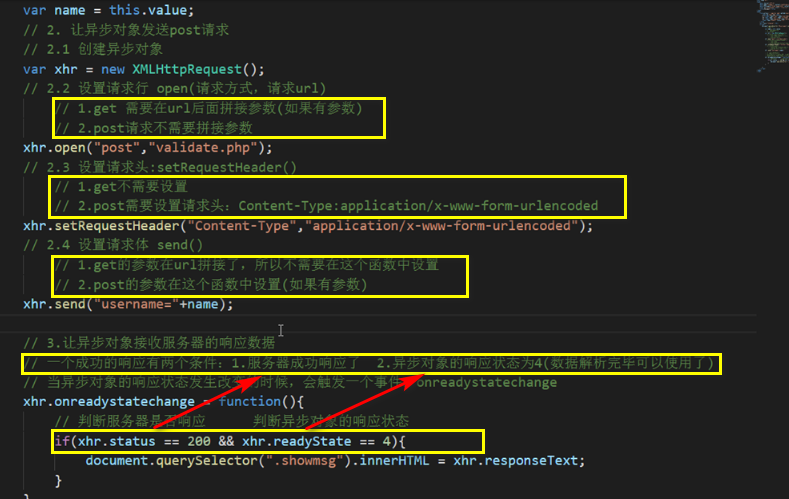 var name = this.value;
// 2. 让异步对象发送post请求
// 2.1 创建异步对象
var xhr = new XMLHttpRequest();
// 2.2 设置请求行 open(请求方式，请求url)
// 1.get 需要在url后面拼接参数(如果有参数)
// 2.post请求不需要拼接参数
xhr.open("post","validate.php");
// 2.3 设置请求头:setRequestHeader()
// 1.get不需要设置
// 2.post需要设置请求头：Content-Type:application/x-www-form-urlencoded
xhr.setRequestHeader("Content-Type","application/x-www-form-urlencoded");
// 2.4 设置请求体 send()
// 1.get的参数在url拼接了，所以不需要在这个函数中设置
// 2.post的参数在这个函数中设置(如果有参数)
xhr.send("username="+name);
// 3.让异步对象接收服务器的响应数据
// 一个成功的响应有两个条件：1.服务器成功响应了 2.异步对象的响应状态为4(数据解析完毕可以使用了)
// 当异步对象的响应状态发生改变的时候，会触发一个事件 onreadystatechange
xhr.onreadystatechange = function(){
// 判断服务器是否响应 判断异步对象的响应状态
if(xhr.status == 200 && xhr.readyState == 4){
document.querySelector(".showmsg").innerHTML = xhr.responseText;
}